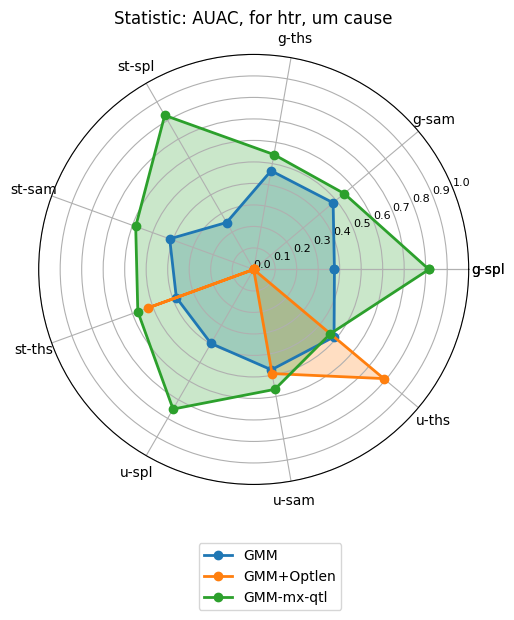 Statistic: AUAC, for htr, um cause
g-ths
st-spl
g-sam
st-sam
g-spl
st-ths
u-ths
u-spl
u-sam
0.0
0.1
0.2
0.3
0.4
0.5
0.6
0.7
0.8
0.9
1.0
GMM
GMM+Optlen
GMM-mx-qtl